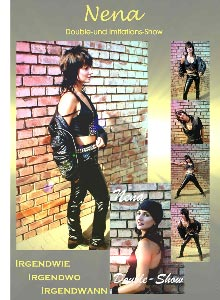 Nena
Double-und Imitations-Show
Nena
Double-Show
IRGENDWIE
IRGENDWO
IRGENDWANN